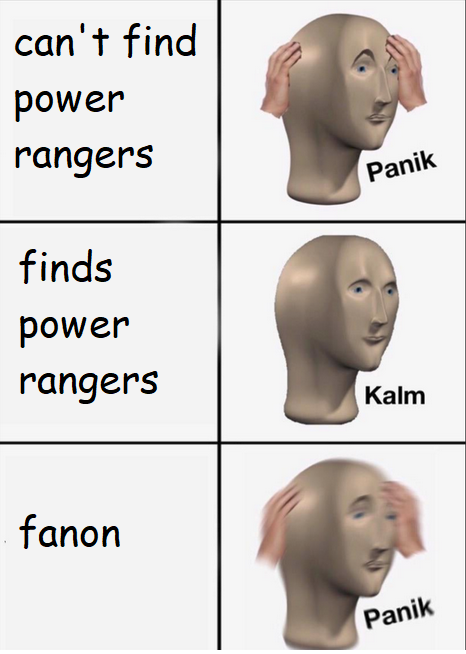 can't find
power
rangers
Panik
finds
power
rangers
Kalm
fanon
Panik